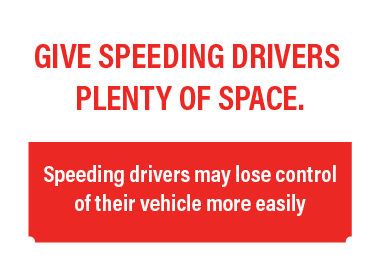 GIVE SPEEDING DRIVERS
PLENTY OF SPACE.
Speeding drivers may lose control
of their vehicle more easily